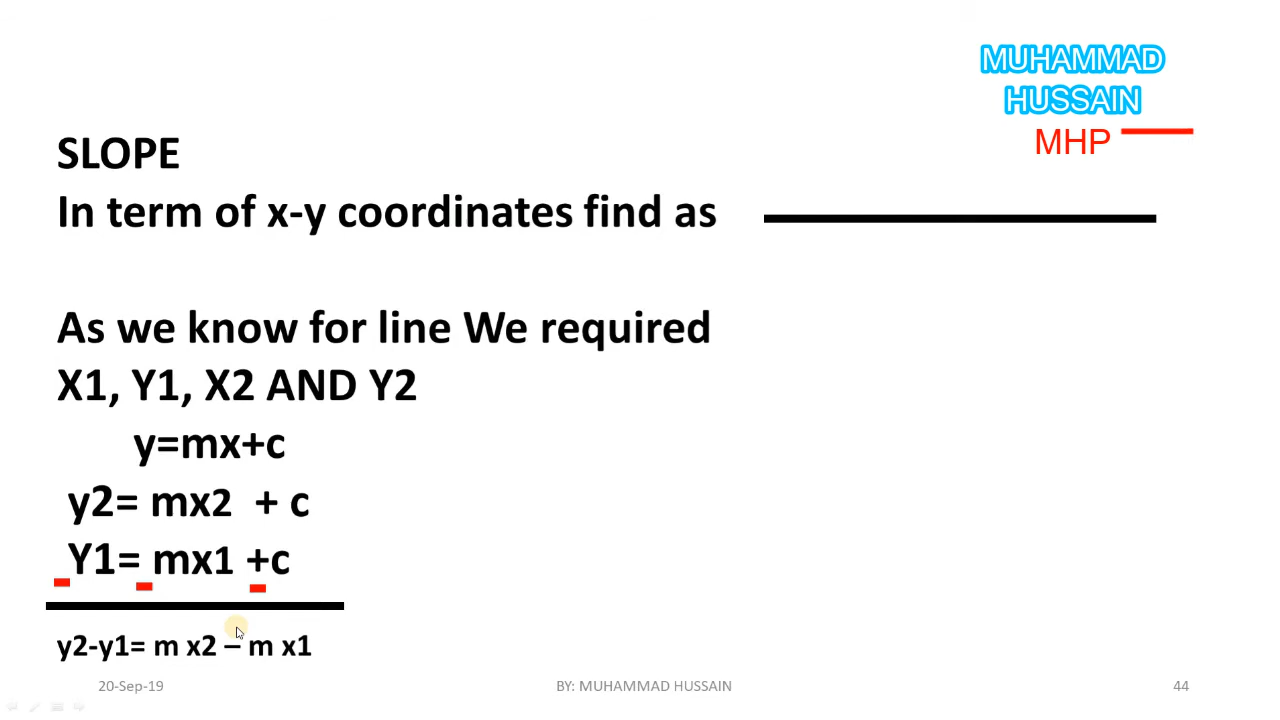 MUHAMMAD
HUSSAIN
MHP
SLOPE
In term of x-y coordinates find as
As we know for line We required
X1, Y1, X2 AND Y2
y=mx+c
y2= mx2 + c
Y1= mx1 +c
- - -
y2-y1= m x2 – m x1
20-Sep-19
BY: MUHAMMAD HUSSAIN
44